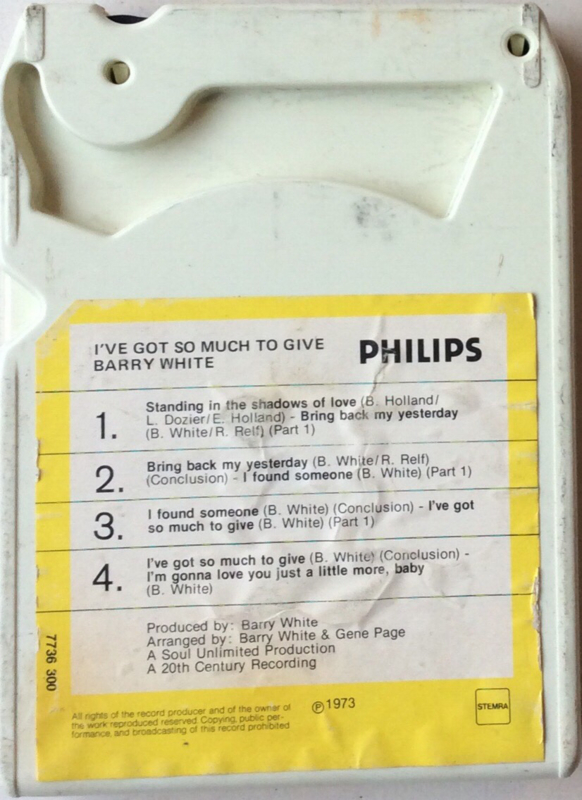 I'VE GOT SO MUCH TO GIVE
BARRY WHITE
PHILIPS
1. Standing in the shadows of love (B. Holland/
L. Dozier/E. Holland) - Bring back my yesterday
(B. White/R. Relf) (Part 1)
2. Bring back my yesterday (B. White/R. Relf)
(Conclusion) - I found someone (B. White) (Part 1)
3. I found someone (B. White) (Conclusion) - I've got
so much to give (B. White) (Part 1)
4. I've got so much to give (B. White) (Conclusion) -
I'm gonna love you just a little more, baby
(B. White)
Produced by: Barry White
Arranged by: Barry White & Gene Page
A Soul Unlimited Production
A 20th Century Recording
7736 300
All rights of the record producer and of the owner of
the work reproduced reserved. Copying, public per-
formance, and broadcasting of this record prohibited
Ⓟ1973
STEMRA